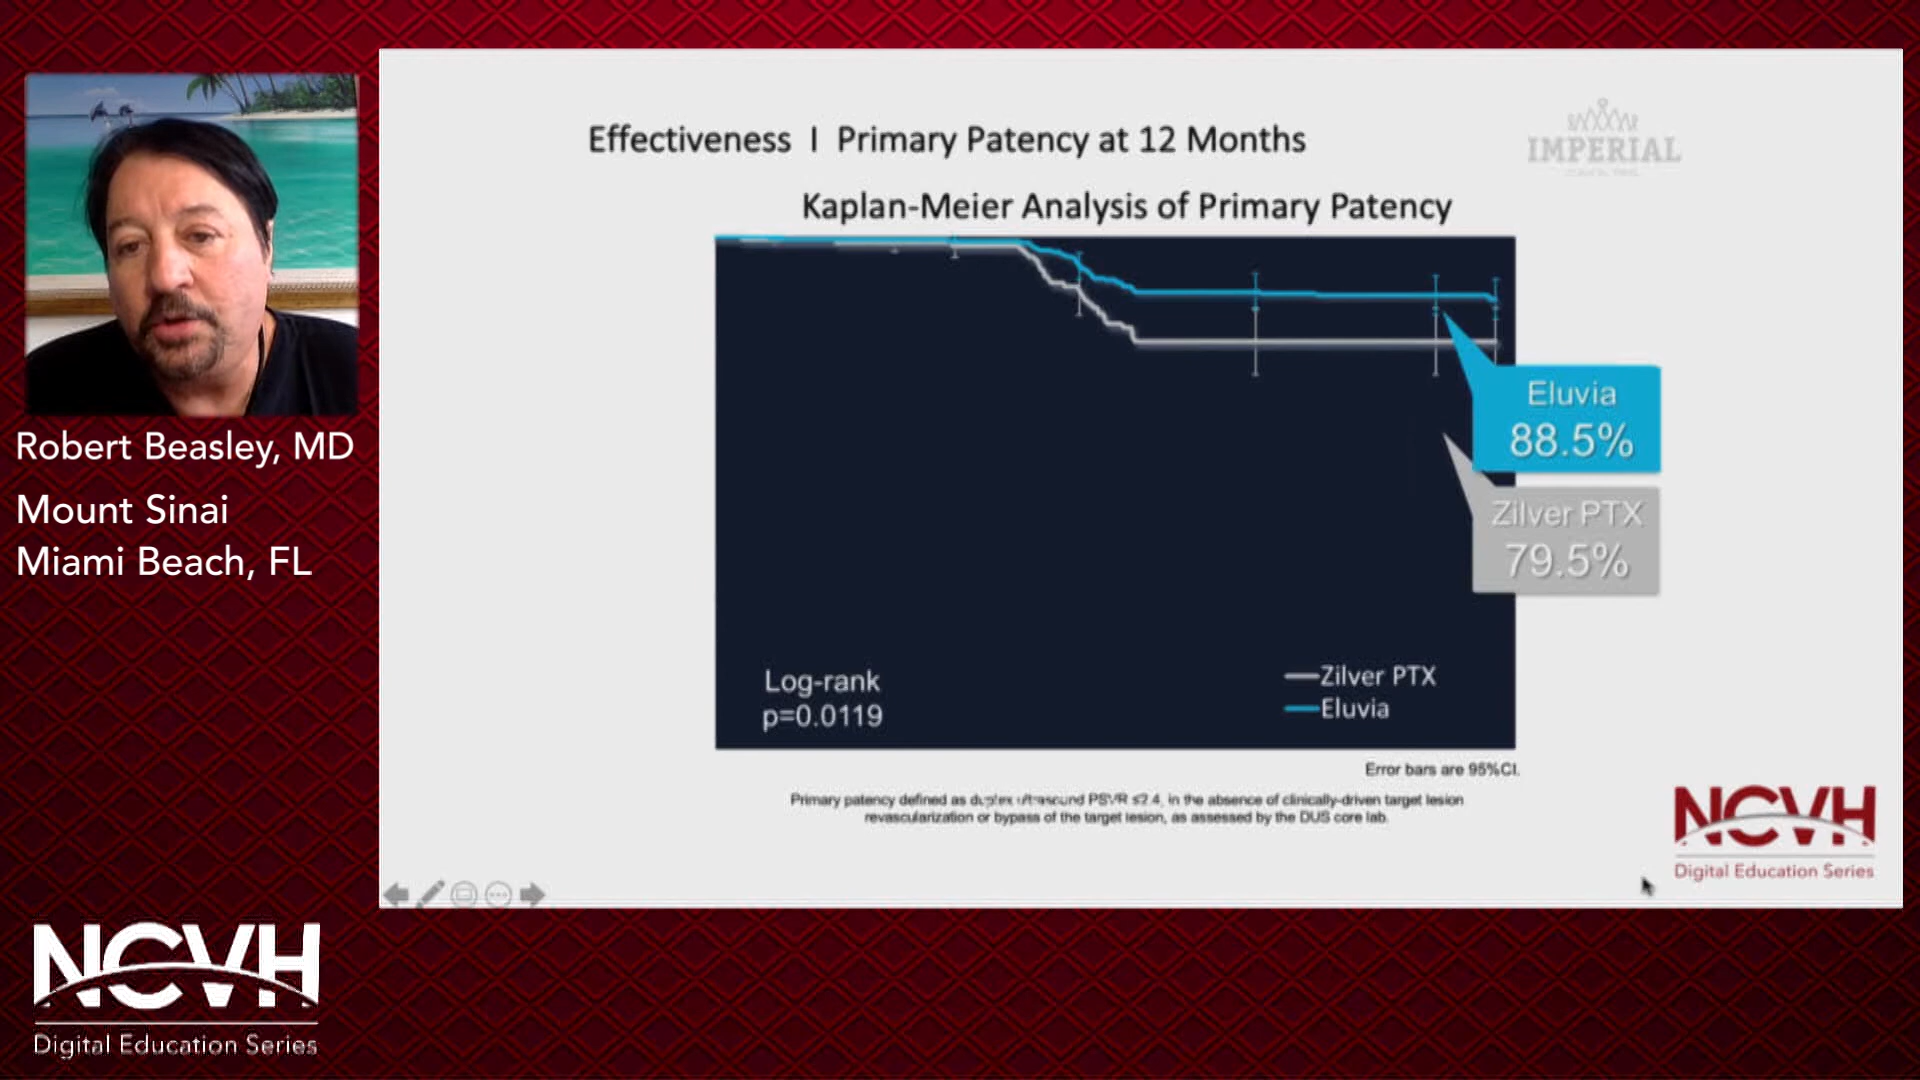 Robert Beasley, MD
Mount Sinai
Miami Beach, FL
NCVH
Digital Education Series
Effectiveness I Primary Patency at 12 Months
IMPERIAL
Kaplan-Meier Analysis of Primary Patency
Eluvia
88.5%
Zilver PTX
79.5%
Log-rank
p=0.0119
Zilver PTX
Eluvia
Error bars are 95%CI.
Primary patency defined as duplex ultrasound PSVR ≤2.4, in the absence of clinically-driven target lesion
revascularization or bypass of the target lesion, as assessed by the DUS core lab.
NCVH
Digital Education Series